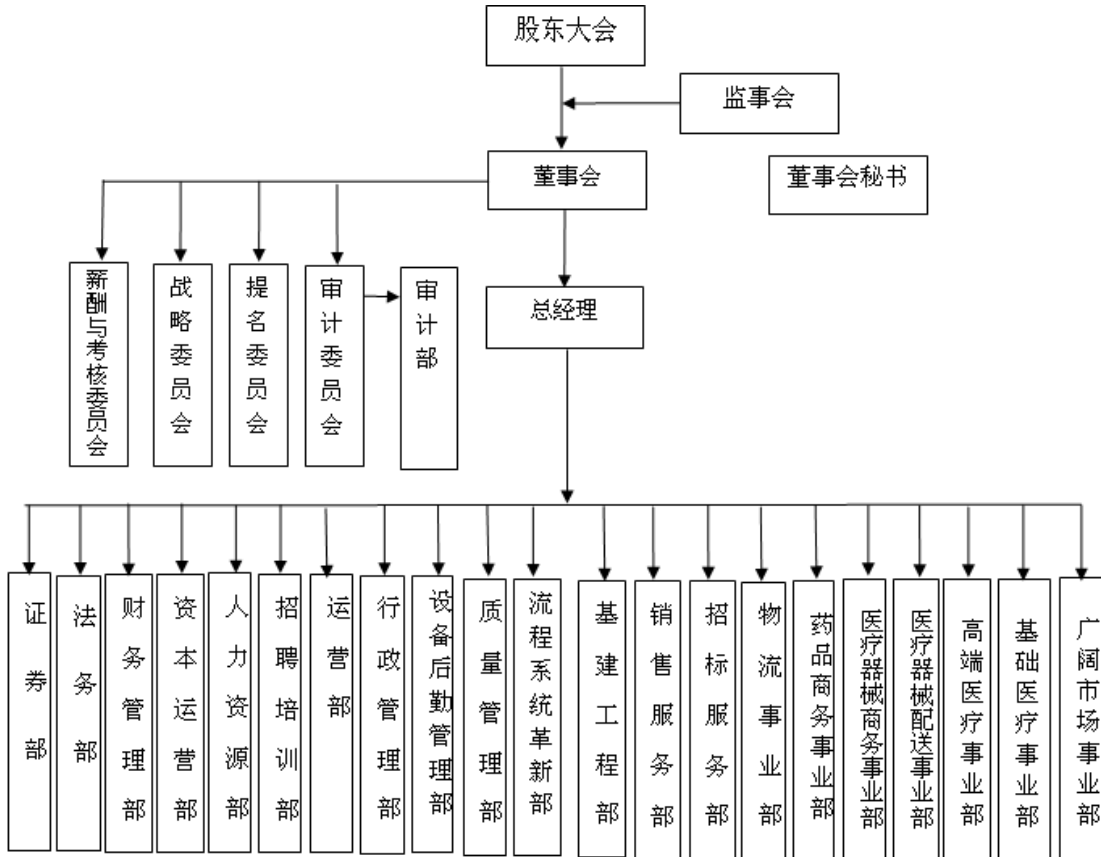 股东大会
监事会
董事会
董事会秘书
薪酬与考核委员会
战略委员会
提名委员会
审计委员会
审计部
总经理
证券部
法务部
财务管理部
资本运营部
人力资源部
招聘培训部
运营部
行政管理部
设备后勤管理部
质量管理部
流程系统革新部
基建工程部
销售服务部
招标服务部
物流事业部
药品商务事业部
医疗器械商务事业部
医疗器械配送事业部
高端医疗事业部
基础医疗事业部
广阔市场事业部